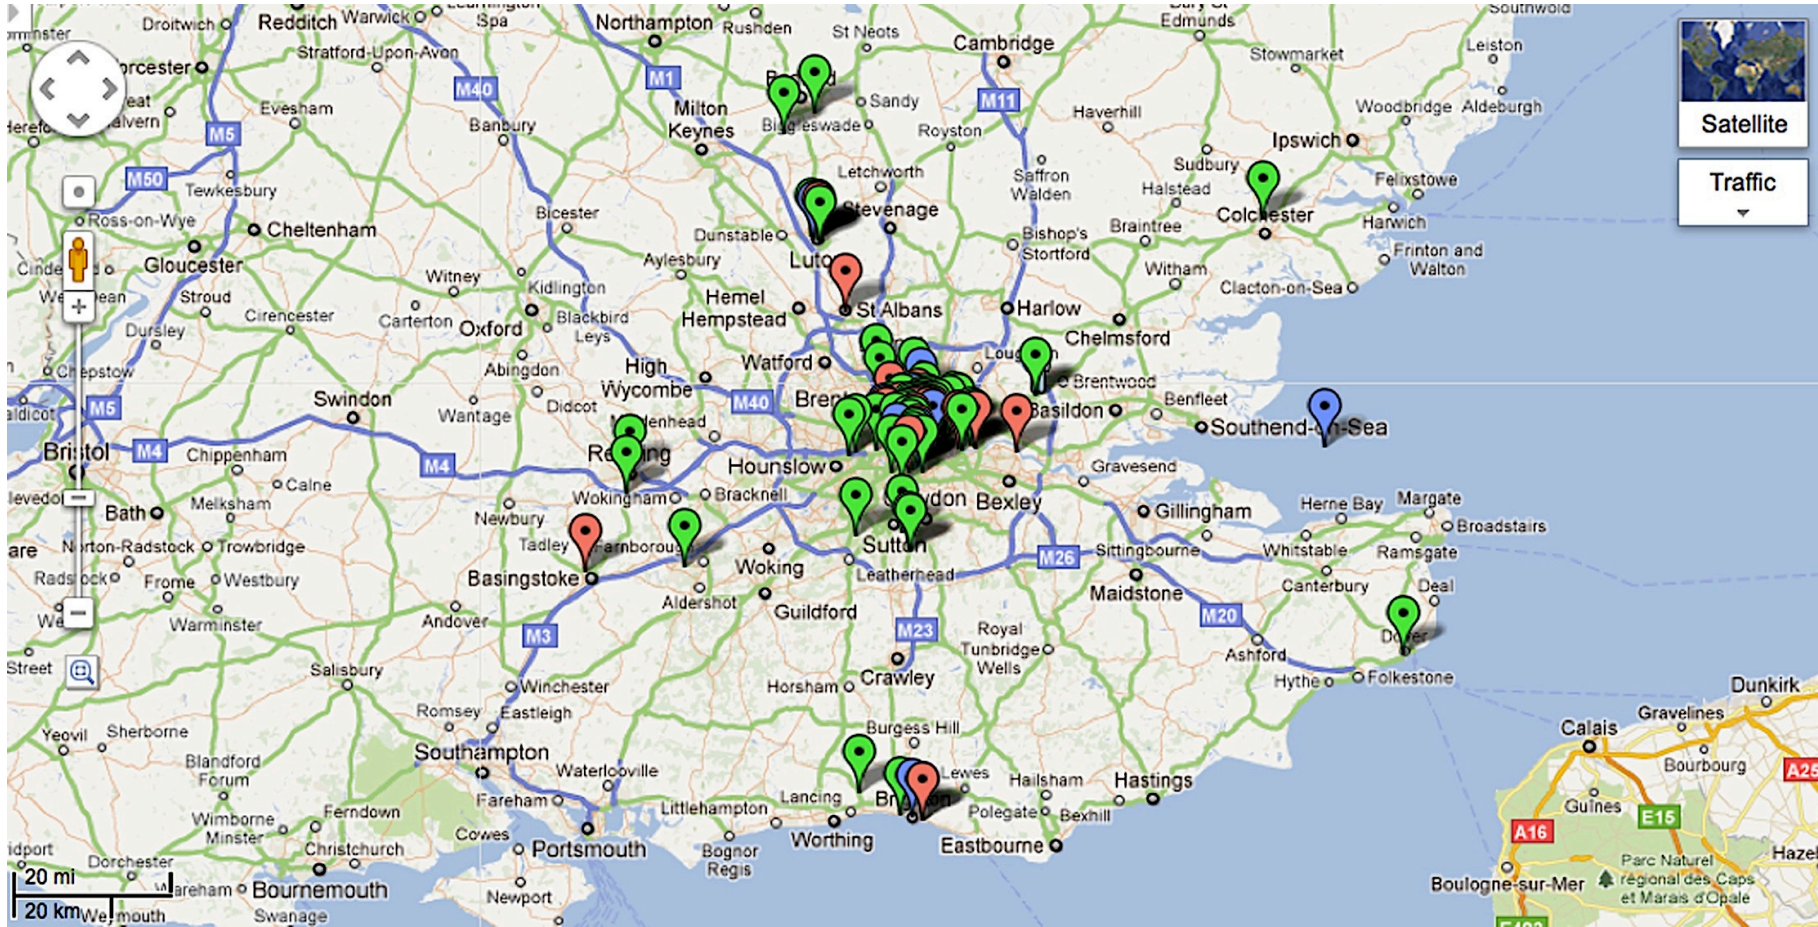 Droitwich
Redditch
Warwick
Spa
Northampton
Rushden
St Neots
Cambridge
Edmunds
Stowmarket
Southwold
Leiston
Stratford-Upon-Avon
Evesham
M40
M1
Milton
Keynes
Banbury
Sandy
Biggleswade
Royston
M11
Haverhill
Woodbridge
Aldeburgh
Ipswich
Satellite
Traffic
M5
M50
Tewkesbury
Ross-on-Wye
Cheltenham
Gloucester
Bicester
Dunstable
Letchworth
Stevenage
Saffron
Walden
Sudbury
Halstead
Colchester
Felixstowe
Harwich
Frinton and
Walton
Bishop's
Stortford
Braintree
Witham
Clacton-on-Sea
Stroud
Dursley
Cirencester
Witney
Kidlington
Carterton
Oxford
Blackbird
Leys
Aylesbury
Hemel
Hempstead
St Albans
Harlow
Chelmsford
Chepstow
M5
Swindon
Abingdon
Wantage
Didcot
High
Wycombe
Watford
M40
Brentwood
Basildon
Benfleet
Southend-on-Sea
Bristol
M4
Chippenham
Calne
M4
Hounslow
Gravesend
Bath
Melksham
Newbury
Wokingham
Bracknell
Bexley
Gillingham
Herne Bay
Margate
Broadstairs
Norton-Radstock
Trowbridge
Tadley
Farnborough
Sutton
M26
Sittingbourne
Whitstable
Ramsgate
Radstock
Frome
Westbury
Basingstoke
Woking
Leatherhead
Maidstone
Canterbury
Deal
Warminster
Andover
Aldershot
Guildford
M3
M23
Royal
Tunbridge
Wells
M20
Dover
Street
Salisbury
Winchester
Horsham
Crawley
Ashford
Hythe
Folkestone
Dunkirk
Yeovil
Sherborne
Romsey
Eastleigh
Burgess Hill
Calais
Gravelines
Blandford
Forum
Southampton
Waterlooville
Lancing
Lewes
Hailsham
Hastings
Bourbourg
Fareham
Littlehampton
Polegate
Bexhill
Guînes
Wimborne
Minster
Ferndown
Cowes
Portsmouth
Worthing
Eastbourne
A16
E15
Dorchester
Christchurch
Bognor
Regis
Parc Naturel
régional des Caps
et Marais d'Opale
20 mi
20 km
Bournemouth
Newport
Boulogne-sur-Mer
Swanage